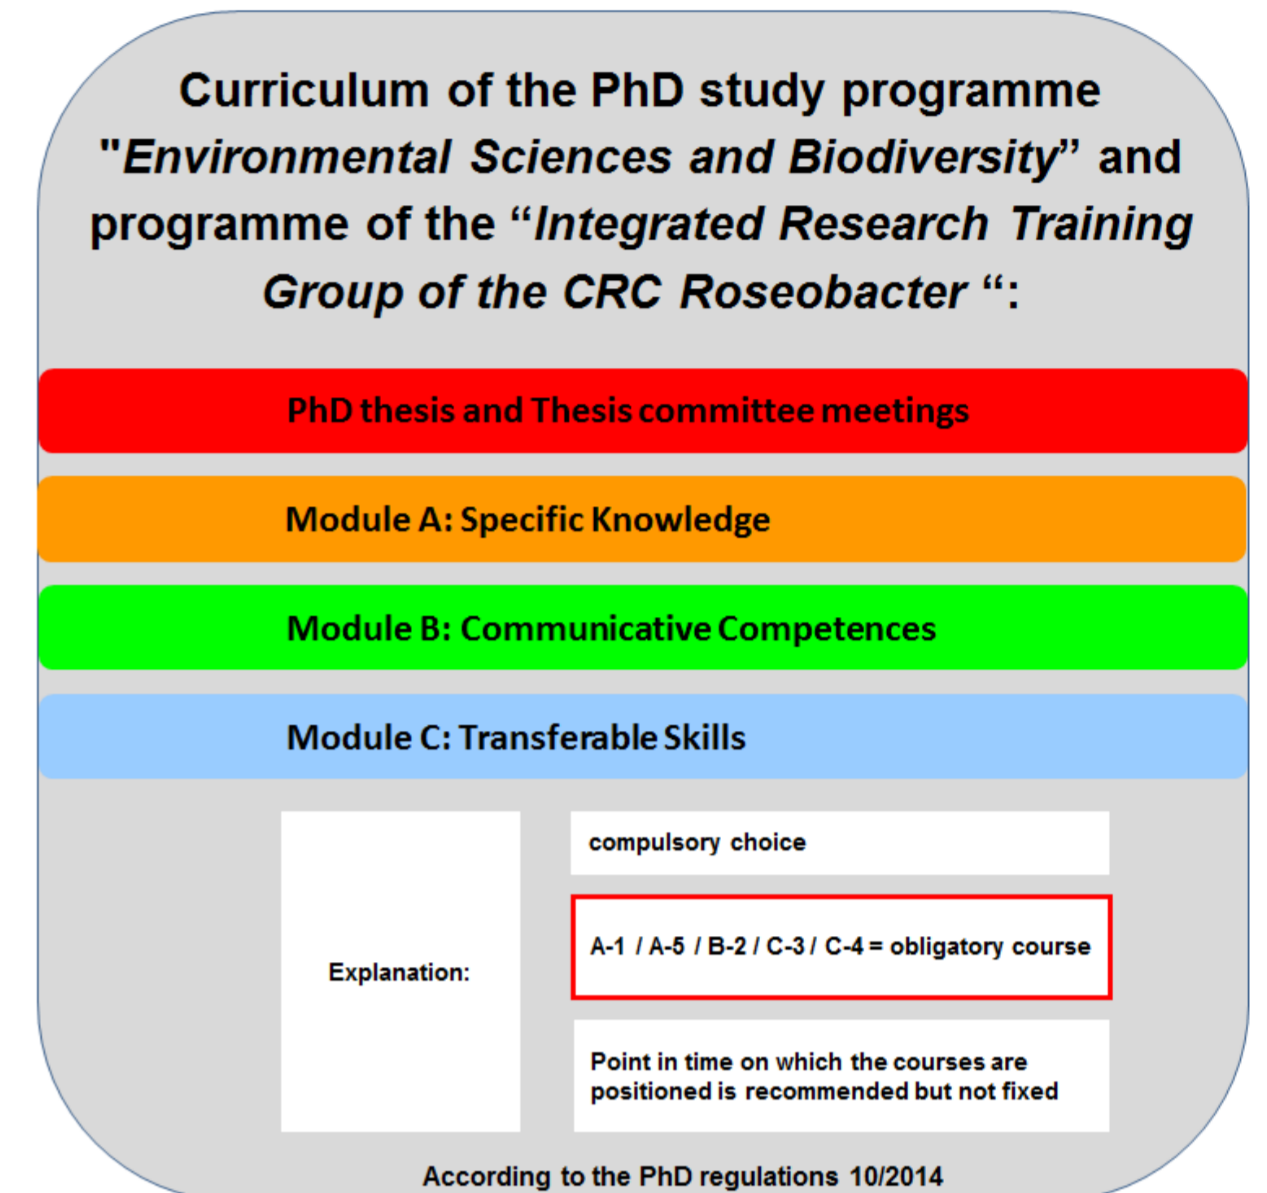 Curriculum of the PhD study programme
"Environmental Sciences and Biodiversity” and
programme of the “Integrated Research Training
Group of the CRC Roseobacter “:
PhD thesis and Thesis committee meetings
Module A: Specific Knowledge
Module B: Communicative Competences
Module C: Transferable Skills
Explanation:
compulsory choice
A-1 / A-5 / B-2 / C-3 / C-4 = obligatory course
Point in time on which the courses are
positioned is recommended but not fixed
According to the PhD regulations 10/2014